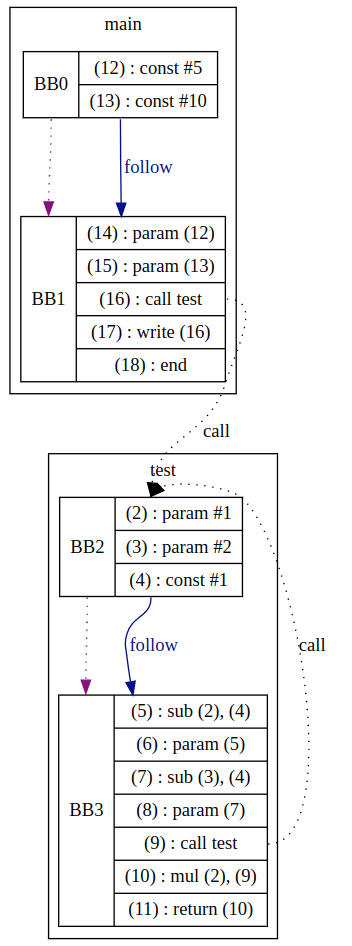 main
BB0
(12) : const #5
(13) : const #10
follow
BB1
(14) : param (12)
(15) : param (13)
(16) : call test
(17) : write (16)
(18) : end
call
test
BB2
(2) : param #1
(3) : param #2
(4) : const #1
follow
call
BB3
(5) : sub (2), (4)
(6) : param (5)
(7) : sub (3), (4)
(8) : param (7)
(9) : call test
(10) : mul (2), (9)
(11) : return (10)